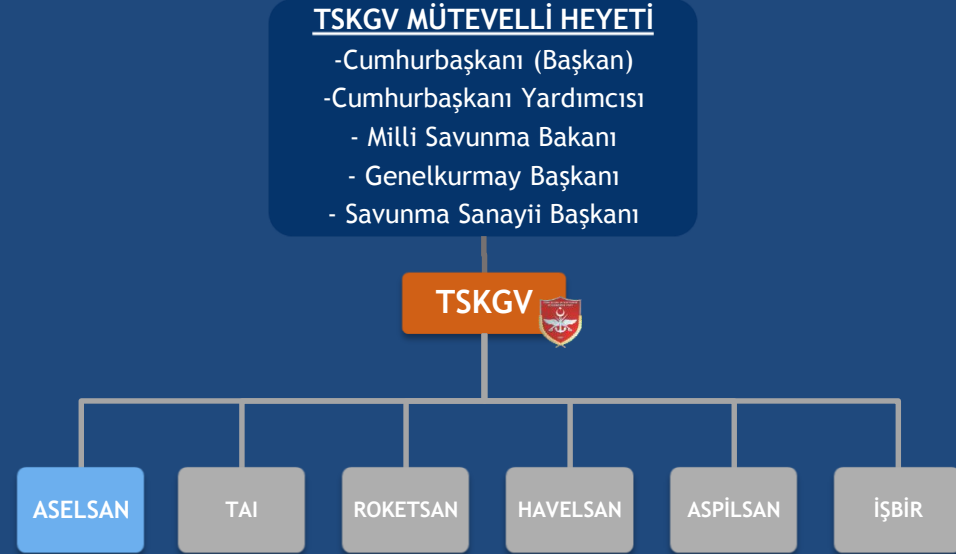 TSKGV MÜTEVELLİ HEYETİ
-Cumhurbaşkanı (Başkan)
-Cumhurbaşkanı Yardımcısı
- Milli Savunma Bakanı
- Genelkurmay Başkanı
- Savunma Sanayii Başkanı
TSKGV
ASELSAN
TAI
ROKETSAN
HAVELSAN
ASPİLSAN
İŞBİR